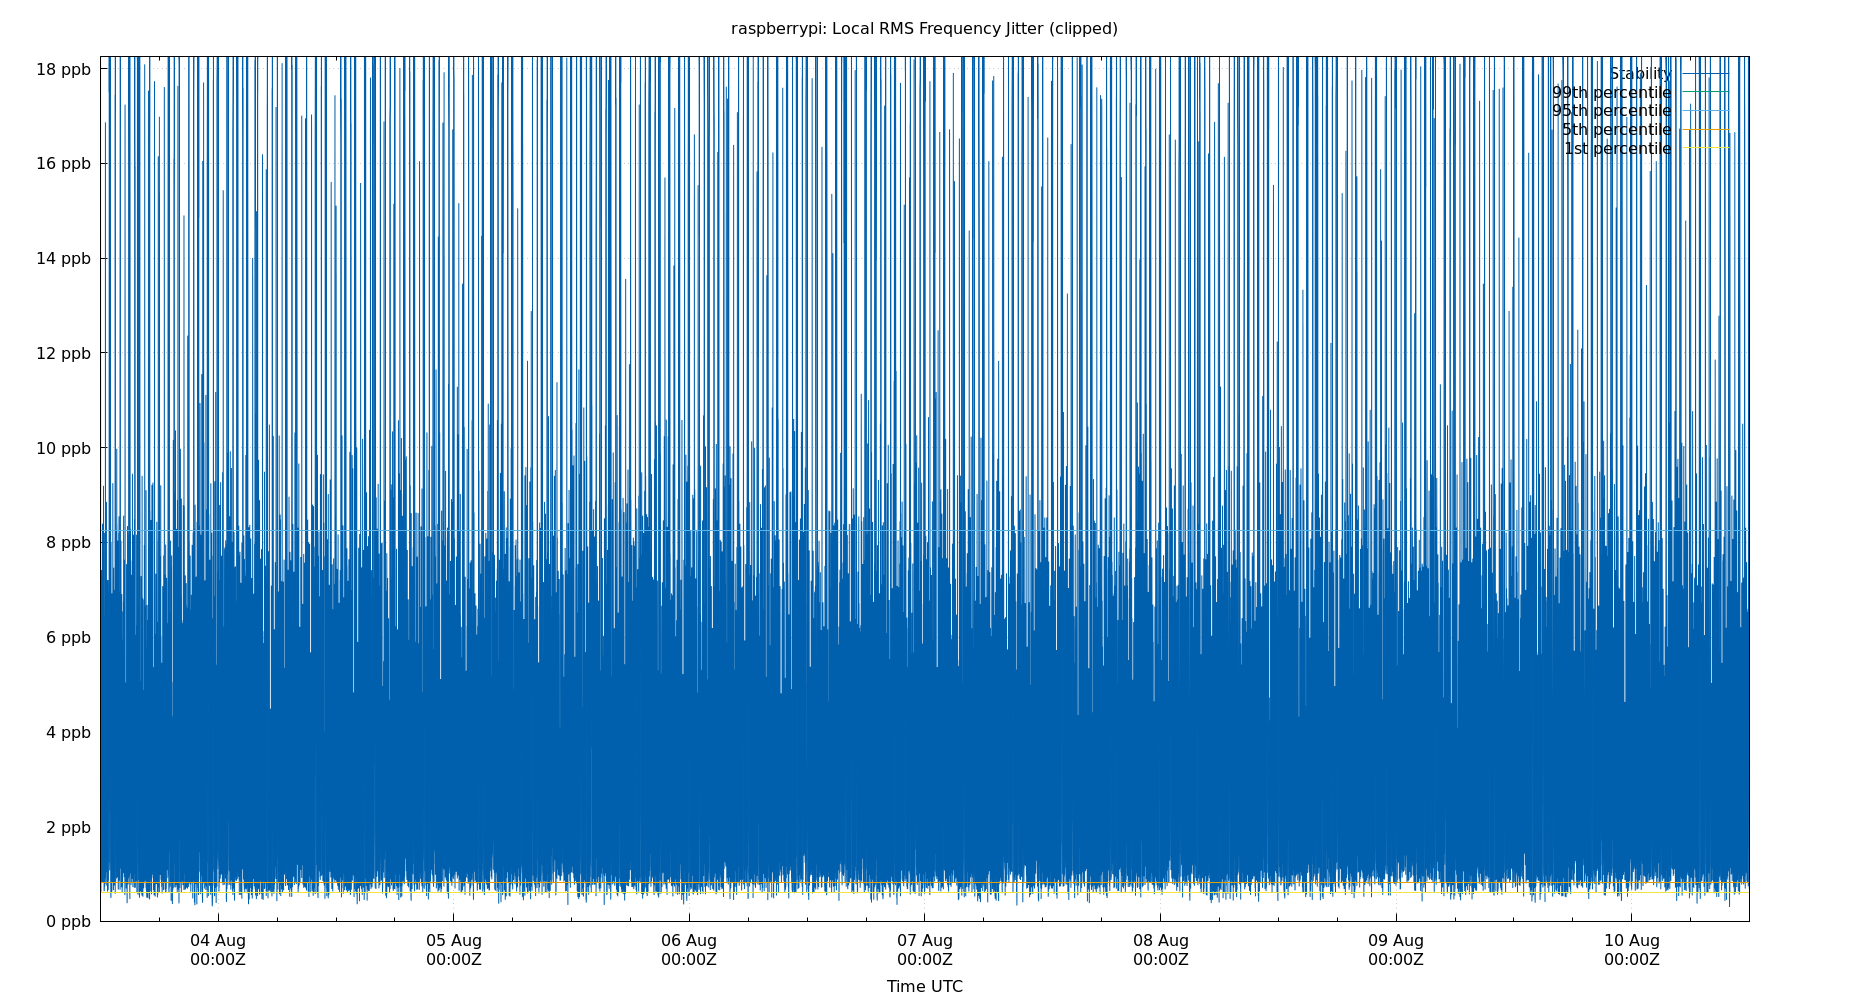 raspberrypi: Local RMS Frequency Jitter (clipped)
18 ppb
16 ppb
14 ppb
12 ppb
10 ppb
8 ppb
6 ppb
4 ppb
2 ppb
0 ppb
Stability
99th percentile
95th percentile
5th percentile
1st percentile
04 Aug
00:00Z
05 Aug
00:00Z
06 Aug
00:00Z
07 Aug
00:00Z
08 Aug
00:00Z
09 Aug
00:00Z
10 Aug
00:00Z
Time UTC